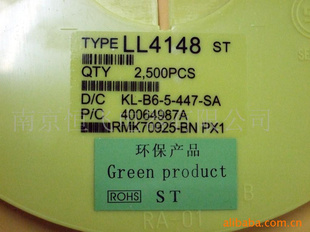 TYPE LL4148 ST
QTY 2,500PCS
D/C KL-B6-5-447-SA
P/C 40064987A
RMK70925-BN PX1
环保产品
Green product
ROHS ST